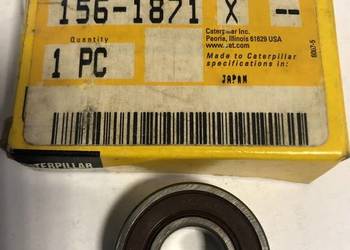 156-1871 X --
Quantity
1 PC
Caterpillar Inc.
Peoria, Illinois 61629 USA
www.cat.com
Made to Caterpillar
specifications in:
JAPAN
CATERPILLAR